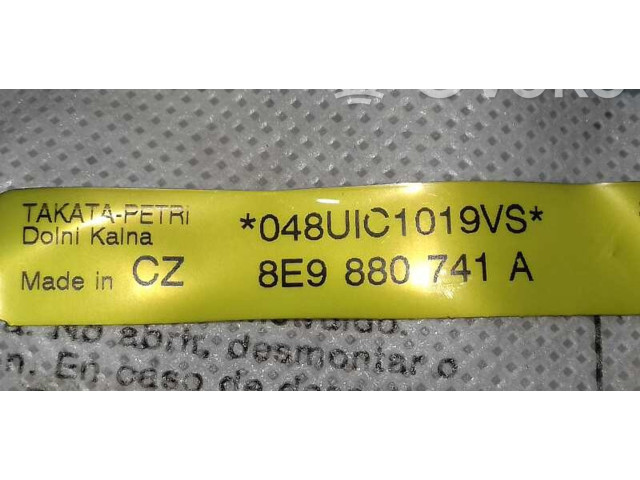 TAKATA-PETRI
Dolni Kalna
*048UIC1019VS*
Made in CZ
8E9 880 741 A
No abrir, desmontar o
En caso de